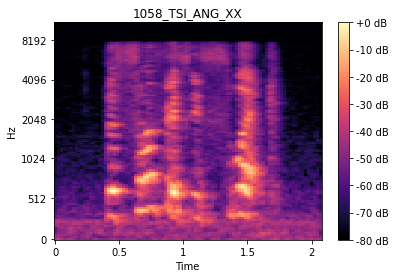 1058_TSI_ANG_XX
+0 dB
8192
-10 dB
4096
-20 dB
-30 dB
2048
Hz
-40 dB
1024
-50 dB
512
-60 dB
-70 dB
0
-80 dB
0
0.5
1
1.5
2
Time